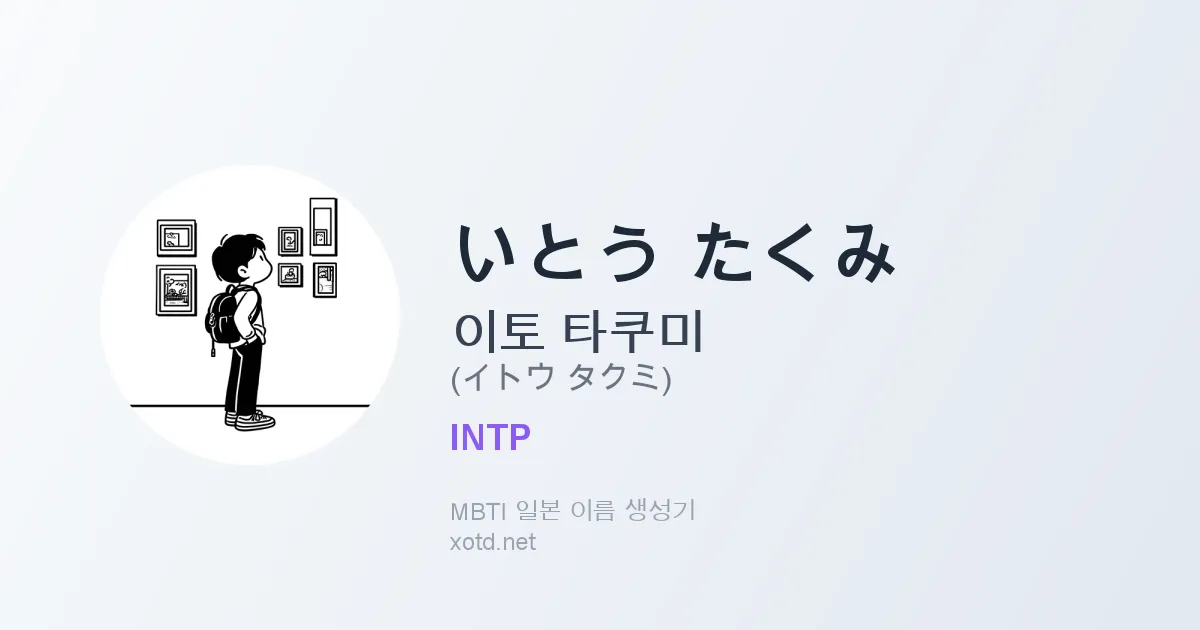 いとう たくみ
이토 타쿠미
(イトウ タクミ)
INTP
MBTI 일본 이름 생성기
xotd.net